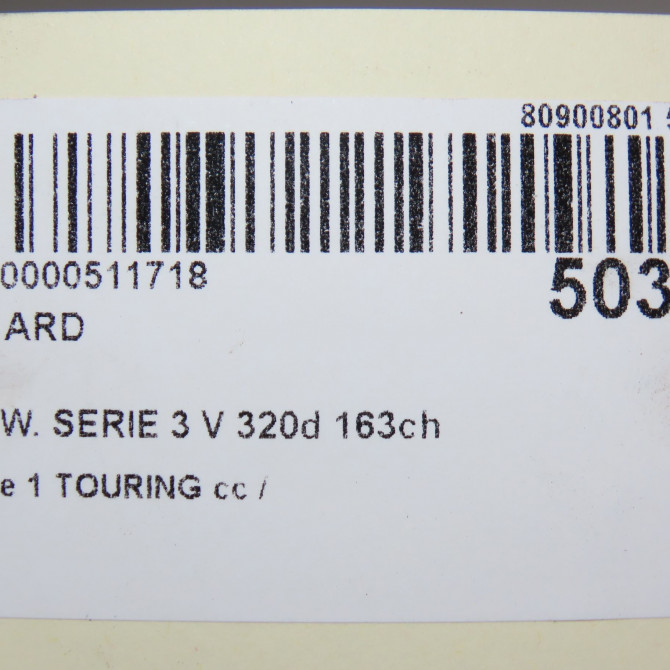 80900801
0000511718
503
ARD
W. SERIE 3 V 320d 163ch
e 1 TOURING cc /